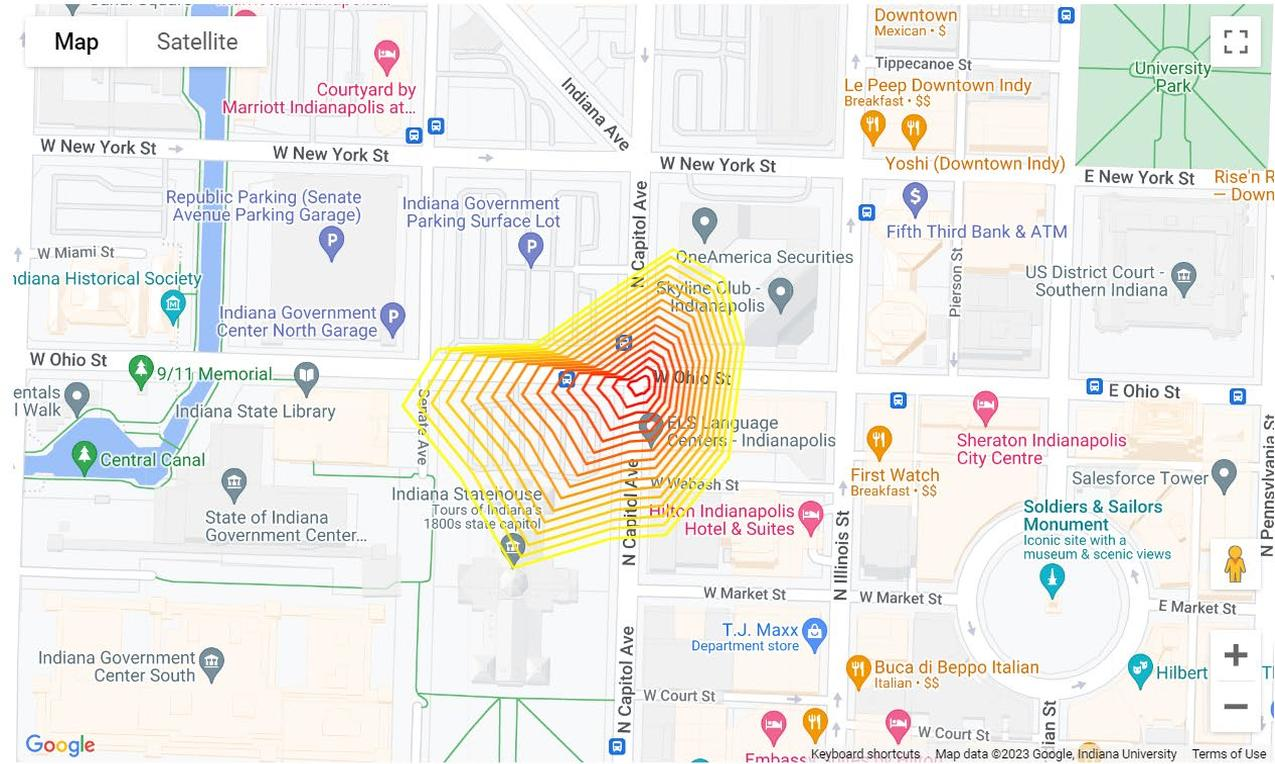 Map
Satellite
Courtyard by
Marriott Indianapolis at...
Indiana Ave
Downtown
Mexican • $
Tippecanoe St
Le Peep Downtown Indy
Breakfast • $$
Yoshi (Downtown Indy)
University
Park
W New York St
W New York St
W New York St
E New York St
Rise'n R
— Down
Republic Parking (Senate
Avenue Parking Garage)
Indiana Government
Parking Surface Lot
N Capitol Ave
Fifth Third Bank & ATM
W Miami St
OneAmerica Securities
Pierson St
US District Court -
Southern Indiana
ndiana Historical Society
Skyline Club -
Indianapolis
Indiana Government
Center North Garage
W Ohio St
9/11 Memorial
W Ohio St
E Ohio St
entals
l Walk
Indiana State Library
Senate Ave
ELS Language
Centers - Indianapolis
Sheraton Indianapolis
City Centre
N Pennsylvania St
Central Canal
First Watch
Breakfast • $$
Salesforce Tower
W Wabash St
Indiana Statehouse
Tours of Indiana's
1800s state capitol
N Capitol Ave
Hilton Indianapolis
Hotel & Suites
Soldiers & Sailors
Monument
Iconic site with a
museum & scenic views
State of Indiana
Government Center...
N Illinois St
W Market St
W Market St
E Market St
T.J. Maxx
Department store
Indiana Government
Center South
Buca di Beppo Italian
Italian • $$
Hilbert
N Capitol Ave
W Court St
W Court St
ian St
Google
Keyboard shortcuts
Map data ©2023 Google, Indiana University
Terms of Use